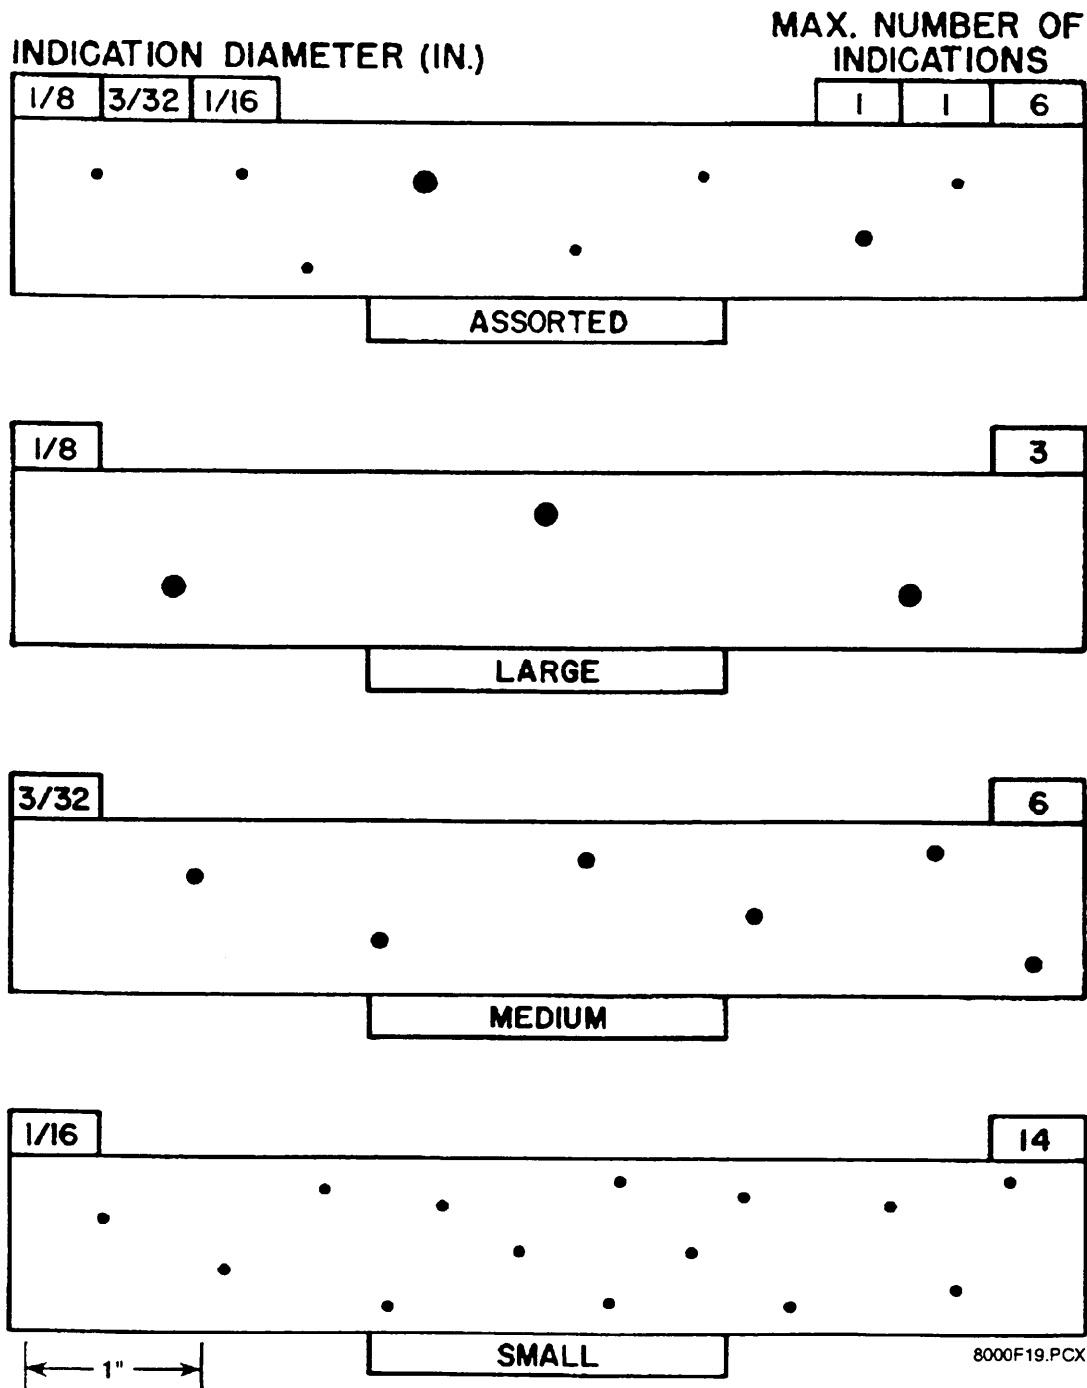 INDICATION DIAMETER (IN.)
MAX. NUMBER OF
INDICATIONS
1/8 3/32 1/16
1 1 6
ASSORTED
1/8
3
LARGE
3/32
6
MEDIUM
1/16
14
SMALL
1"
8000F19.PCX